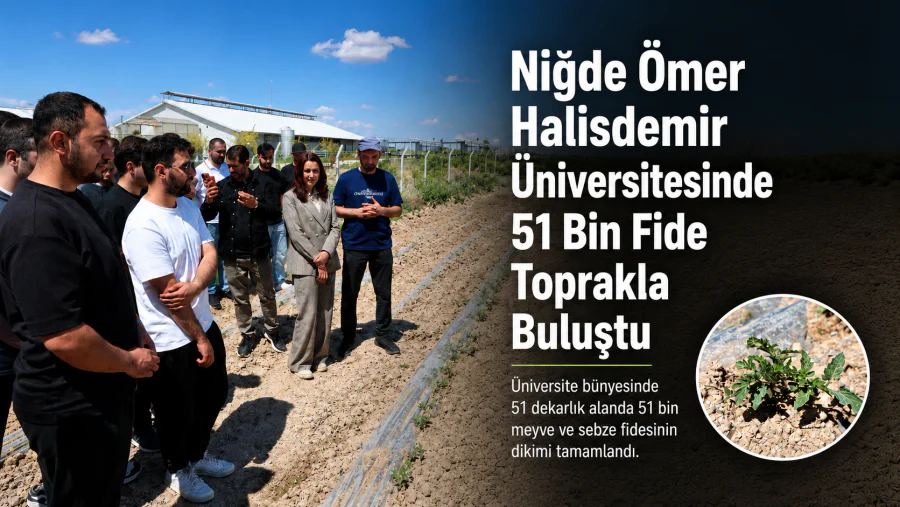 Niğde Ömer
Halisdemir
Üniversitesinde
51 Bin Fide
Toprakla
Buluştu
Üniversite bünyesinde
51 dekarlık alanda 51 bin
meyve ve sebze fidesinin
dikimi tamamlandı.